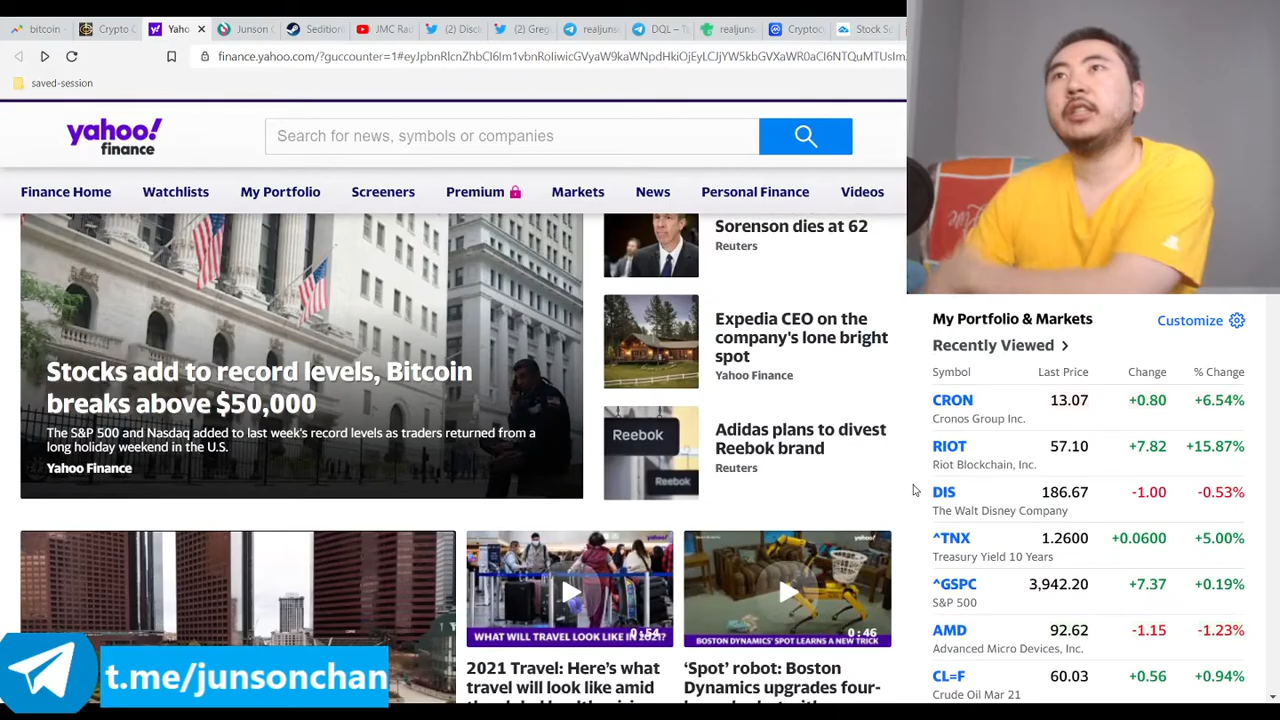 bitcoin
Crypto C
Yaho
Junson C
Sedition
JMC Rad
(2) Disco
(2) Greg
realjuns
DQL – T
realjuns
Cryptoc
Stock Sc
finance.yahoo.com/?guccounter=1#eyJpbnRlcnZhbCI6Im1vbnRoIiwicGVyaW9kaWNpdHkiOjEyLCJjYW5kbGVXaWR0aCI6NTQuMTUsIm
saved-session
yahoo!
finance
Search for news, symbols or companies
Finance Home Watchlists My Portfolio Screeners Premium Markets News Personal Finance Videos
Stocks add to record levels, Bitcoin
breaks above $50,000
The S&P 500 and Nasdaq added to last week's record levels as traders returned from a
long holiday weekend in the U.S.
Yahoo Finance
Sorenson dies at 62
Reuters
Expedia CEO on the
company's lone bright
spot
Yahoo Finance
Reebok
Reebok
Adidas plans to divest
Reebok brand
Reuters
WHAT WILL TRAVEL LOOK LIKE IN 2021?
0:54
2021 Travel: Here's what
travel will look like amid
yahoo!
BOSTON DYNAMICS' SPOT LEARNS A NEW TRICK
0:46
'Spot' robot: Boston
Dynamics upgrades four-
My Portfolio & Markets
Customize
Recently Viewed
Symbol Last Price Change % Change
CRON 13.07 +0.80 +6.54%
Cronos Group Inc.
RIOT 57.10 +7.82 +15.87%
Riot Blockchain, Inc.
DIS 186.67 -1.00 -0.53%
The Walt Disney Company
^TNX 1.2600 +0.0600 +5.00%
Treasury Yield 10 Years
^GSPC 3,942.20 +7.37 +0.19%
S&P 500
AMD 92.62 -1.15 -1.23%
Advanced Micro Devices, Inc.
CL=F 60.03 +0.56 +0.94%
Crude Oil Mar 21
t.me/junsonchan